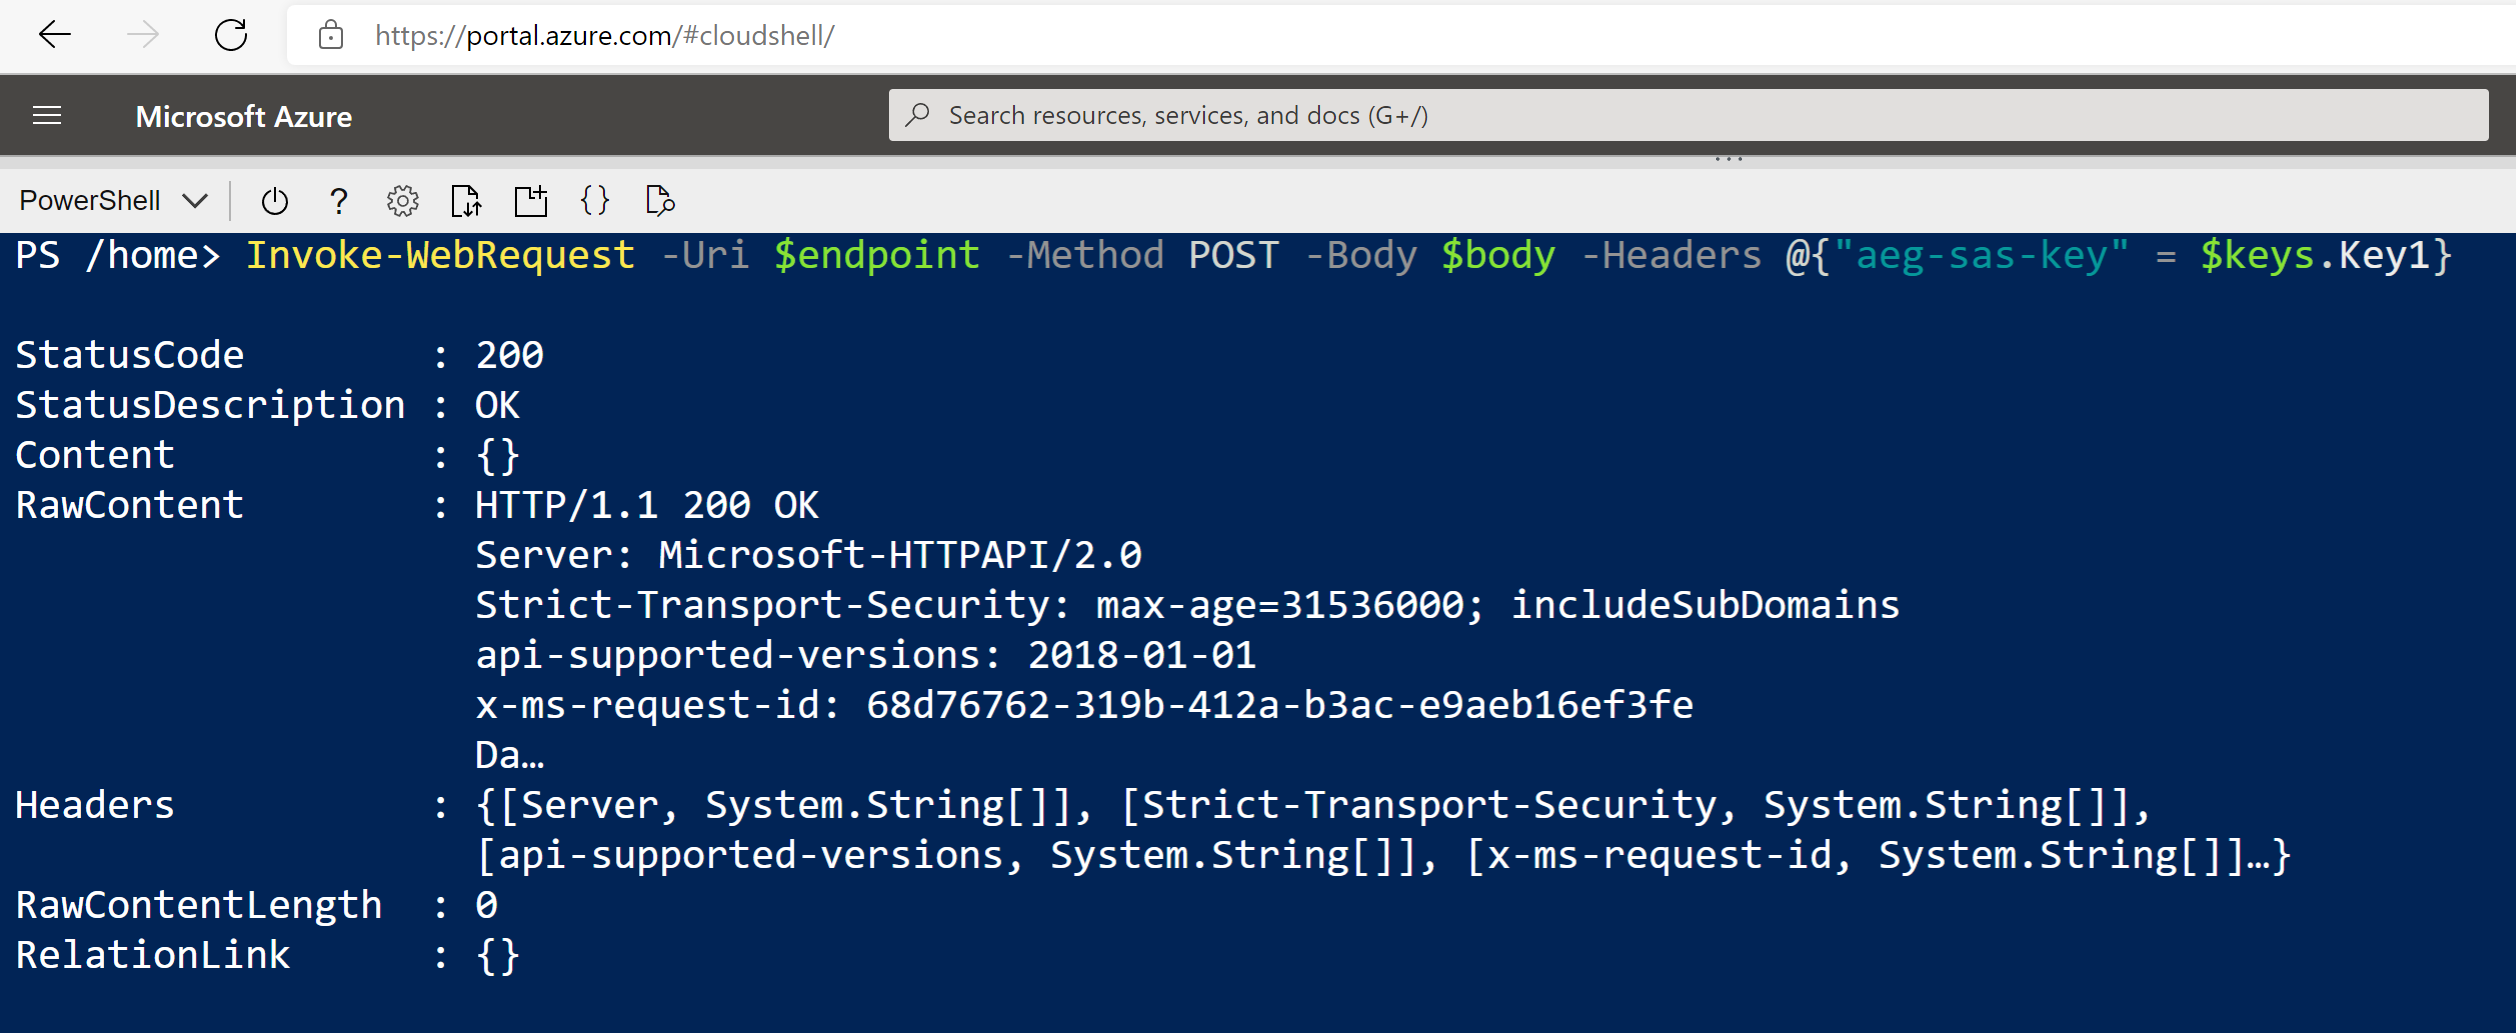 https://portal.azure.com/#cloudshell/
Microsoft Azure
Search resources, services, and docs (G+/)
PowerShell
PS /home> Invoke-WebRequest -Uri $endpoint -Method POST -Body $body -Headers @{"aeg-sas-key" = $keys.Key1}
StatusCode : 200
StatusDescription : OK
Content : {}
RawContent : HTTP/1.1 200 OK
Server: Microsoft-HTTPAPI/2.0
Strict-Transport-Security: max-age=31536000; includeSubDomains
api-supported-versions: 2018-01-01
x-ms-request-id: 68d76762-319b-412a-b3ac-e9aeb16ef3fe
Da…
Headers : {[Server, System.String[]], [Strict-Transport-Security, System.String[]],
[api-supported-versions, System.String[]], [x-ms-request-id, System.String[]]…}
RawContentLength : 0
RelationLink : {}